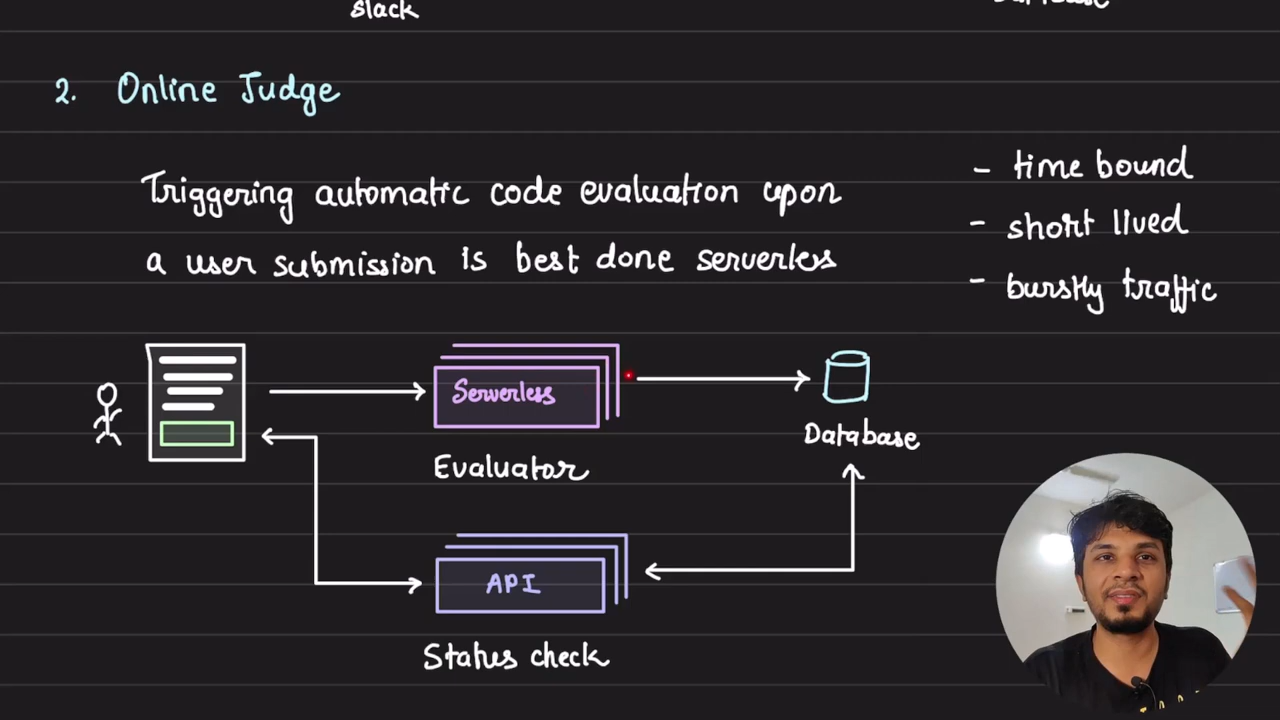 slack
2. Online Judge
Triggering automatic code evaluation upon
a user submission is best done serverless
- time bound
- short lived
- burstly traffic
Serverless
Evaluator
Database
API
Status check